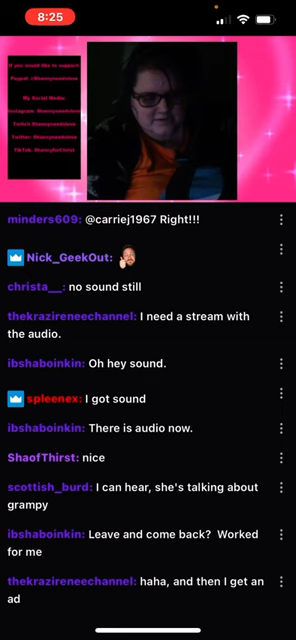 8:25
If you would like to support
My Social Media:
minders609: @carriej1967 Right!!!
Nick_GeekOut:
christa__: no sound still
thekrazireneechannel: I need a stream with
the audio.
ibshaboinkin: Oh hey sound.
spleenex: I got sound
ibshaboinkin: There is audio now.
ShaofThirst: nice
scottish_burd: I can hear, she's talking about
grampy
ibshaboinkin: Leave and come back? Worked
for me
thekrazireneechannel: haha, and then I get an
ad